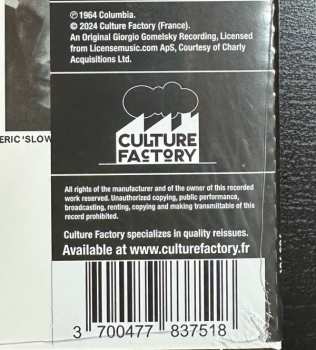 ℗ 1964 Columbia.
© 2024 Culture Factory (France).
An Original Giorgio Gomelsky Recording, Licensed
from Licensemusic.com ApS, Courtesy of Charly
Acquisitions Ltd.
ERIC ‘SLOW
CULTURE
FACTORY
All rights of the manufacturer and of the owner of this recorded
work reserved. Unauthorized copying, public performance,
broadcasting, renting, copying and making transmittable of this
record prohibited.
Culture Factory specializes in quality reissues.
Available at www.culturefactory.fr
3 700477 837518